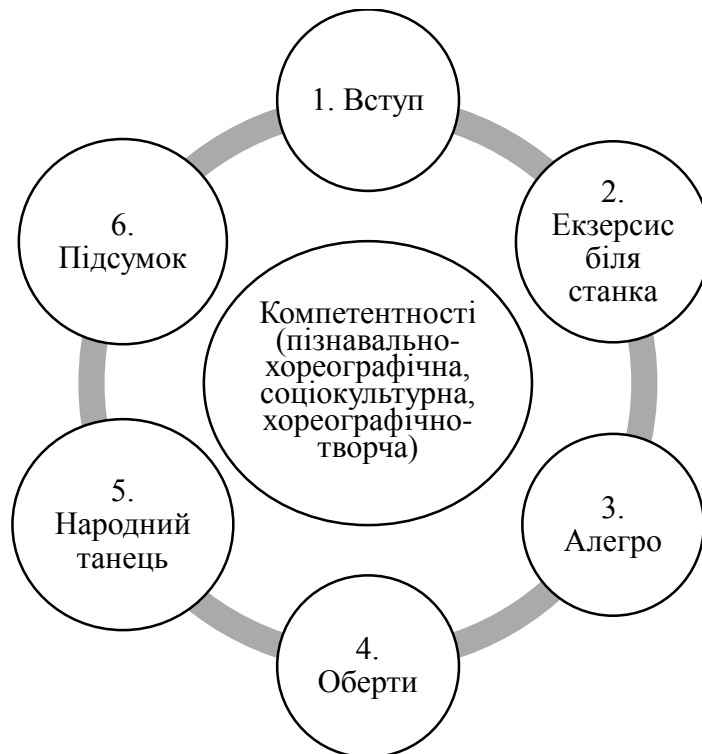 1. Вступ
2.
Екзерсис
біля
станка
3.
Алегро
4.
Оберти
5.
Народний
танець
6.
Підсумок
Компетентності
(пізнавально-
хореографічна,
соціокультурна,
хореографічно-
творча)